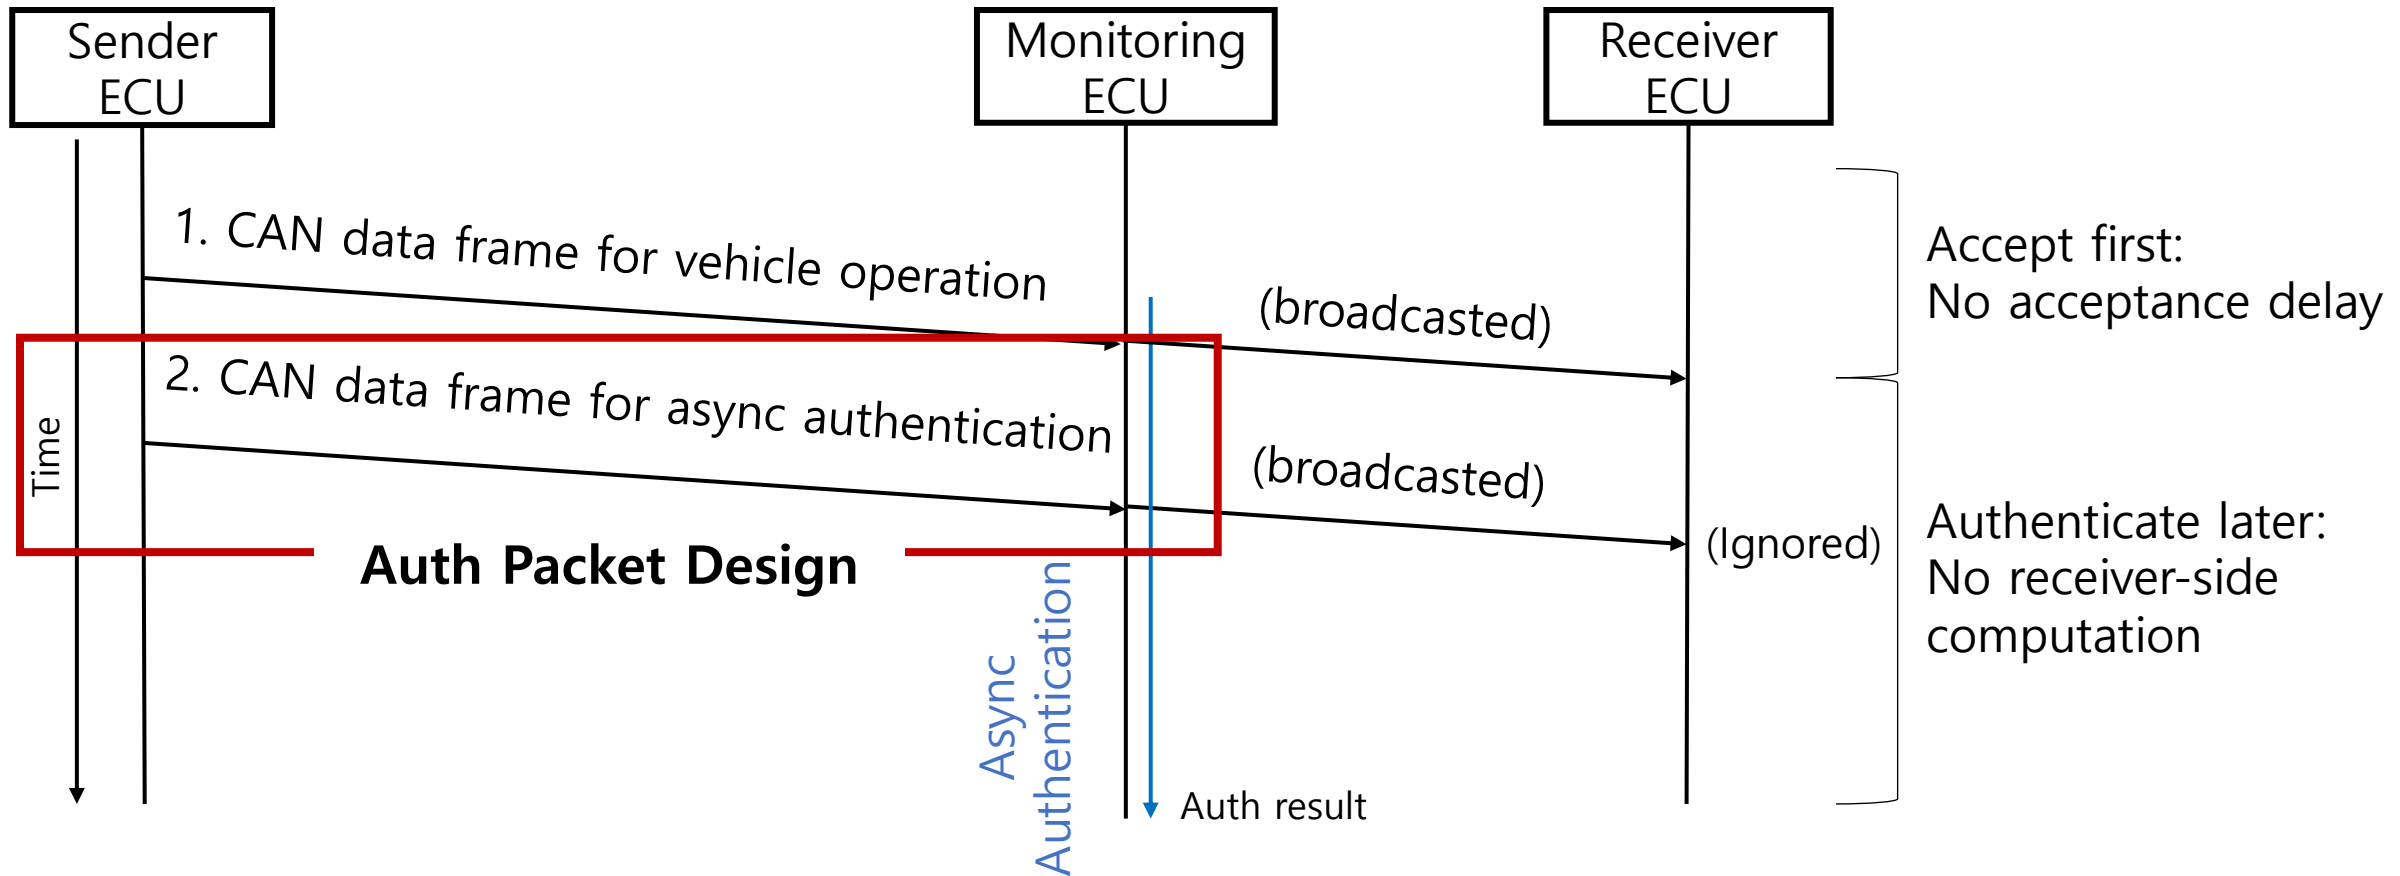 Sender
ECU
Monitoring
ECU
Receiver
ECU
1. CAN data frame for vehicle operation
(broadcasted)
Accept first:
No acceptance delay
2. CAN data frame for async authentication
(broadcasted)
Time
(Ignored)
Authenticate later:
No receiver-side
computation
Auth Packet Design
Async
Authentication
Auth result